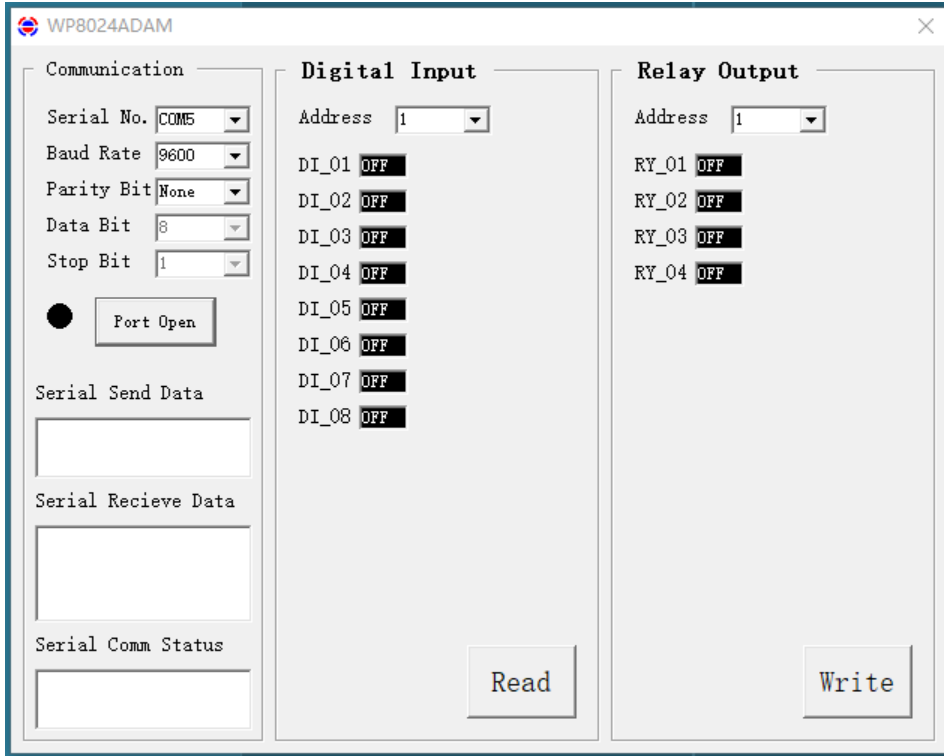 WP8024ADAM
Communication
Serial No. COM5
Baud Rate 9600
Parity Bit None
Data Bit 8
Stop Bit 1
Port Open
Serial Send Data
Serial Recieve Data
Serial Comm Status
Digital Input
Address 1
DI_01 OFF
DI_02 OFF
DI_03 OFF
DI_04 OFF
DI_05 OFF
DI_06 OFF
DI_07 OFF
DI_08 OFF
Read
Relay Output
Address 1
RY_01 OFF
RY_02 OFF
RY_03 OFF
RY_04 OFF
Write